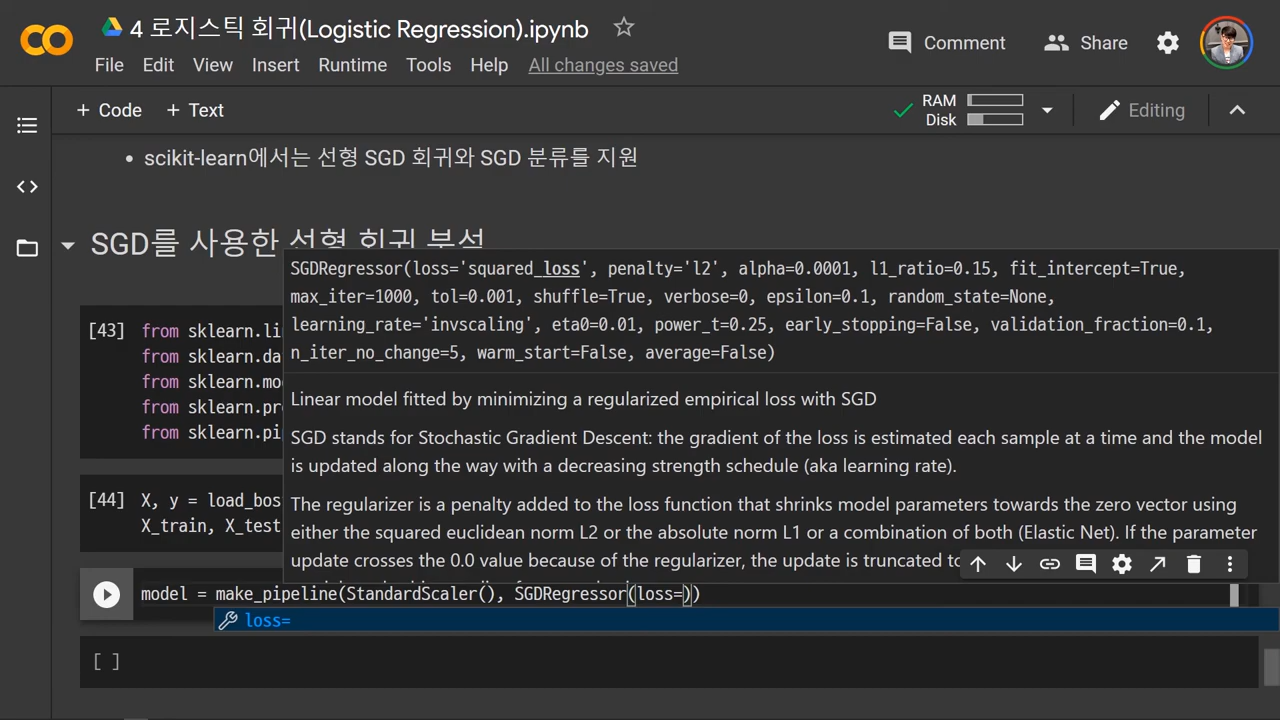 4 로지스틱 회귀(Logistic Regression).ipynb
Comment
Share
File Edit View Insert Runtime Tools Help All changes saved
+ Code + Text
RAM
Disk
Editing
• scikit-learn에서는 선형 SGD 회귀와 SGD 분류를 지원
SGD를 사용한 선형 회귀 분석
SGDRegressor(loss='squared_loss', penalty='l2', alpha=0.0001, l1_ratio=0.15, fit_intercept=True,
max_iter=1000, tol=0.001, shuffle=True, verbose=0, epsilon=0.1, random_state=None,
learning_rate='invscaling', eta0=0.01, power_t=0.25, early_stopping=False, validation_fraction=0.1,
n_iter_no_change=5, warm_start=False, average=False)
[43] from sklearn.li
from sklearn.da
from sklearn.mo
from sklearn.pr
from sklearn.pi
Linear model fitted by minimizing a regularized empirical loss with SGD
SGD stands for Stochastic Gradient Descent: the gradient of the loss is estimated each sample at a time and the model
is updated along the way with a decreasing strength schedule (aka learning rate).
[44] X, y = load_bos
X_train, X_test
The regularizer is a penalty added to the loss function that shrinks model parameters towards the zero vector using
either the squared euclidean norm L2 or the absolute norm L1 or a combination of both (Elastic Net). If the parameter
update crosses the 0.0 value because of the regularizer, the update is truncated to
model = make_pipeline(StandardScaler(), SGDRegressor(loss=))
loss=
[ ]